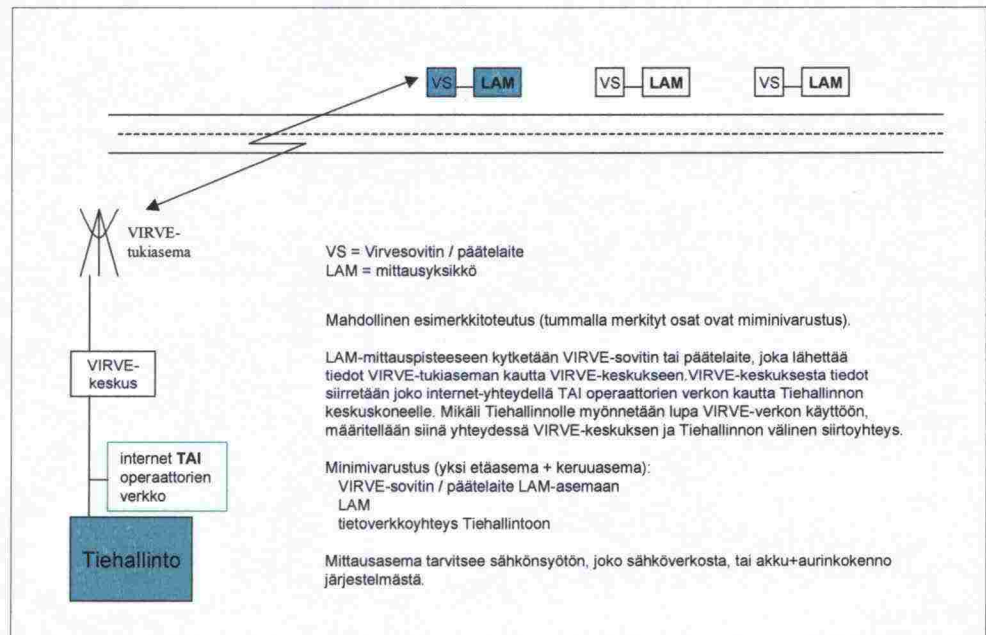 VS LAM VS LAM VS LAM
VIRVE-
tukiasema
VS = Virvesovitin / päätelaite
LAM = mittausyksikkö
Mahdollinen esimerkkitoteutus (tummalla merkityt osat ovat miminivarustus).
LAM-mittauspisteeseen kytketään VIRVE-sovitin tai päätelaite, joka lähettää
tiedot VIRVE-tukiaseman kautta VIRVE-keskukseen.VIRVE-keskuksesta tiedot
siirretään joko internet-yhteydellä TAI operaattorien verkon kautta Tiehallinnon
keskuskoneelle. Mikäli Tiehallinnolle myönnetään lupa VIRVE-verkon käyttöön,
määritellään siinä yhteydessä VIRVE-keskuksen ja Tiehallinnon välinen siirtoyhteys.
VIRVE-
keskus
internet TAI
operaattorien
verkko
Tiehallinto
Minimivarustus (yksi etäasema + keruuasema):
VIRVE-sovitin / päätelaite LAM-asemaan
LAM
tietoverkkoyhteys Tiehallintoon
Mittausasema tarvitsee sähkönsyötön, joko sähköverkosta, tai akku+aurinkokenno
järjestelmästä.